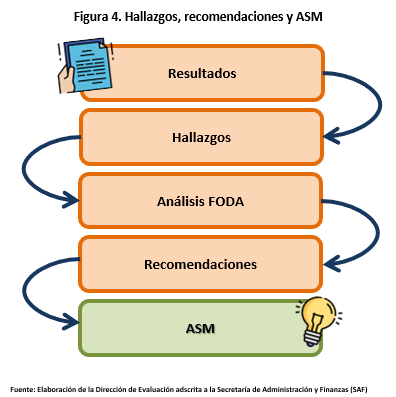 Figura 4. Hallazgos, recomendaciones y ASM
Resultados
Hallazgos
Análisis FODA
Recomendaciones
ASM
Fuente: Elaboración de la Dirección de Evaluación adscrita a la Secretaría de Administración y Finanzas (SAF)